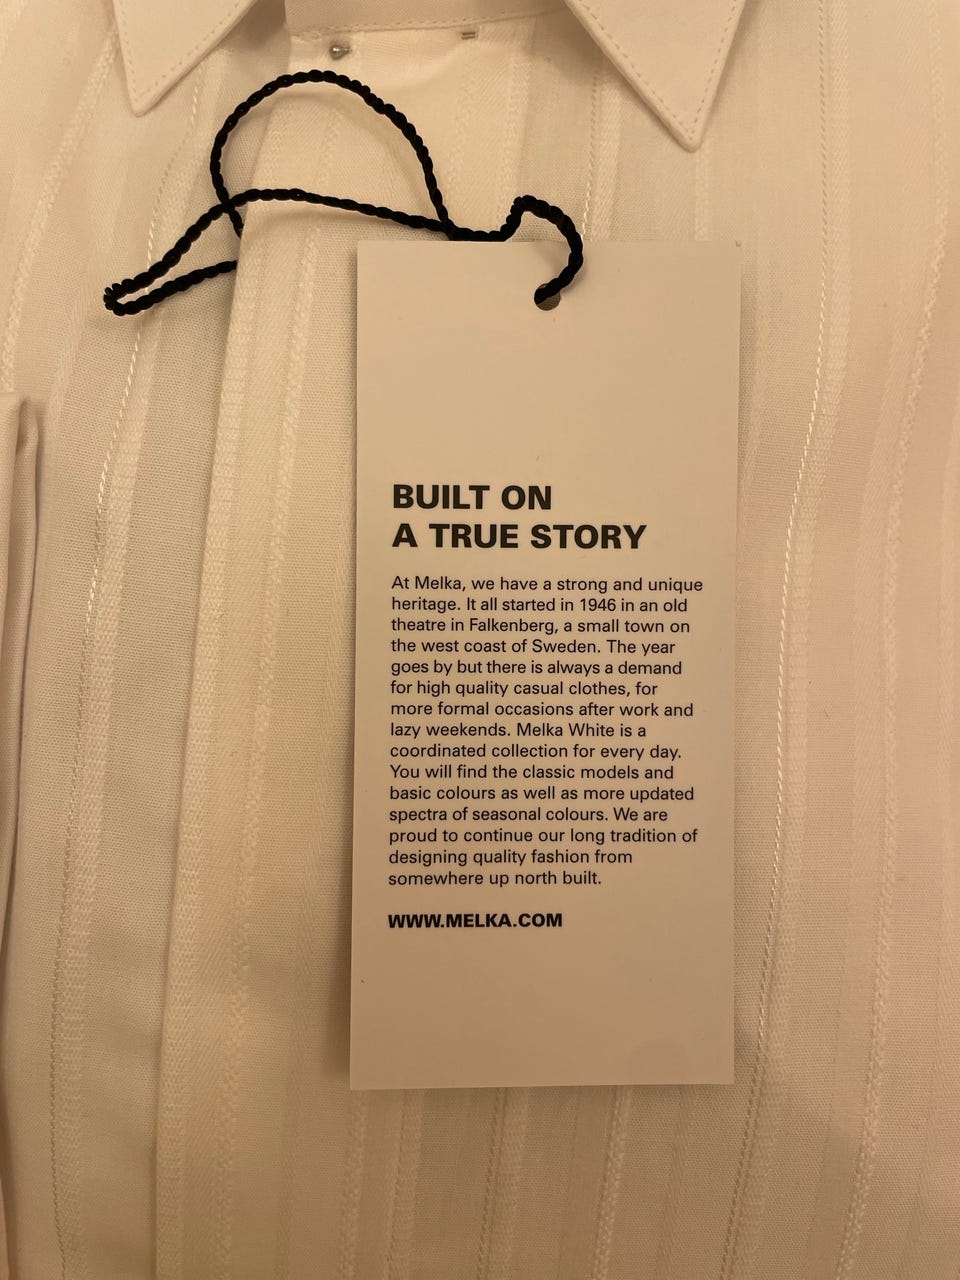 BUILT ON
A TRUE STORY
At Melka, we have a strong and unique
heritage. It all started in 1946 in an old
theatre in Falkenberg, a small town on
the west coast of Sweden. The year
goes by but there is always a demand
for high quality casual clothes, for
more formal occasions after work and
lazy weekends. Melka White is a
coordinated collection for every day.
You will find the classic models and
basic colours as well as more updated
spectra of seasonal colours. We are
proud to continue our long tradition of
designing quality fashion from
somewhere up north built.
WWW.MELKA.COM